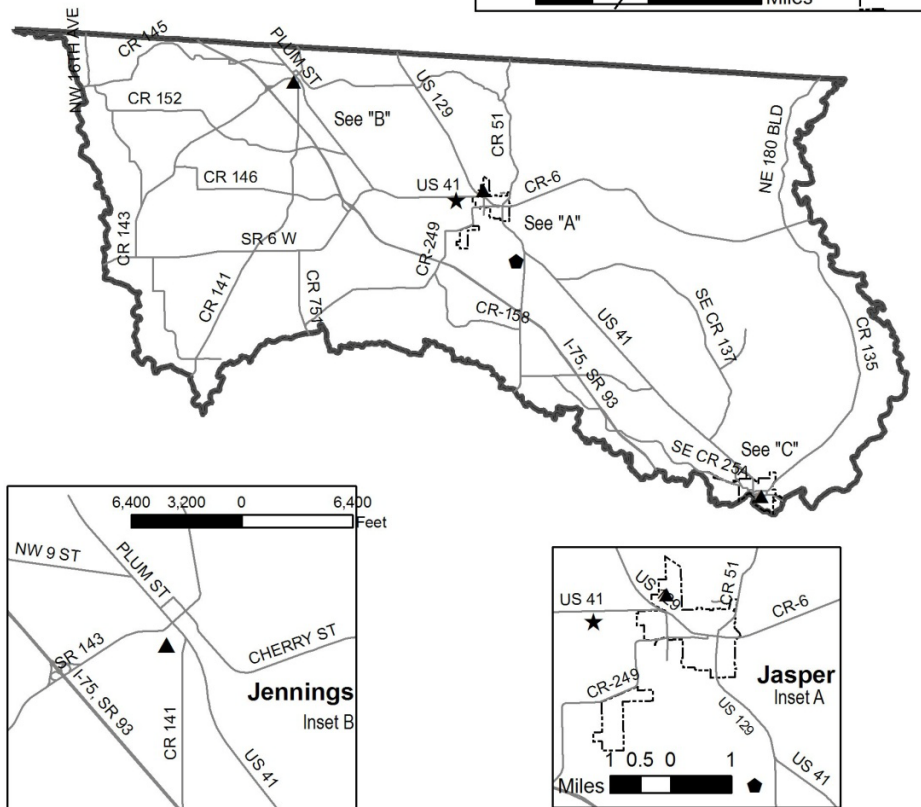 Miles
NW 16TH AVE
CR 145
PLUM ST
US 129
CR 51
NE 180 BLD
CR 152
See "B"
CR 146
US 41
CR-6
CR 143
SR 6 W
CR-249
See "A"
CR 141
CR 751
CR-158
US 41
SE CR 137
CR 135
I-75, SR 93
See "C"
SE CR 25A
6,400 3,200 0 6,400
Feet
NW 9 ST
PLUM ST
CHERRY ST
SR 143
I-75, SR 93
CR 141
US 41
Jennings
Inset B
US 41
US 129
CR 51
CR-6
CR-249
Jasper
Inset A
US 129
US 41
1 0.5 0 1
Miles